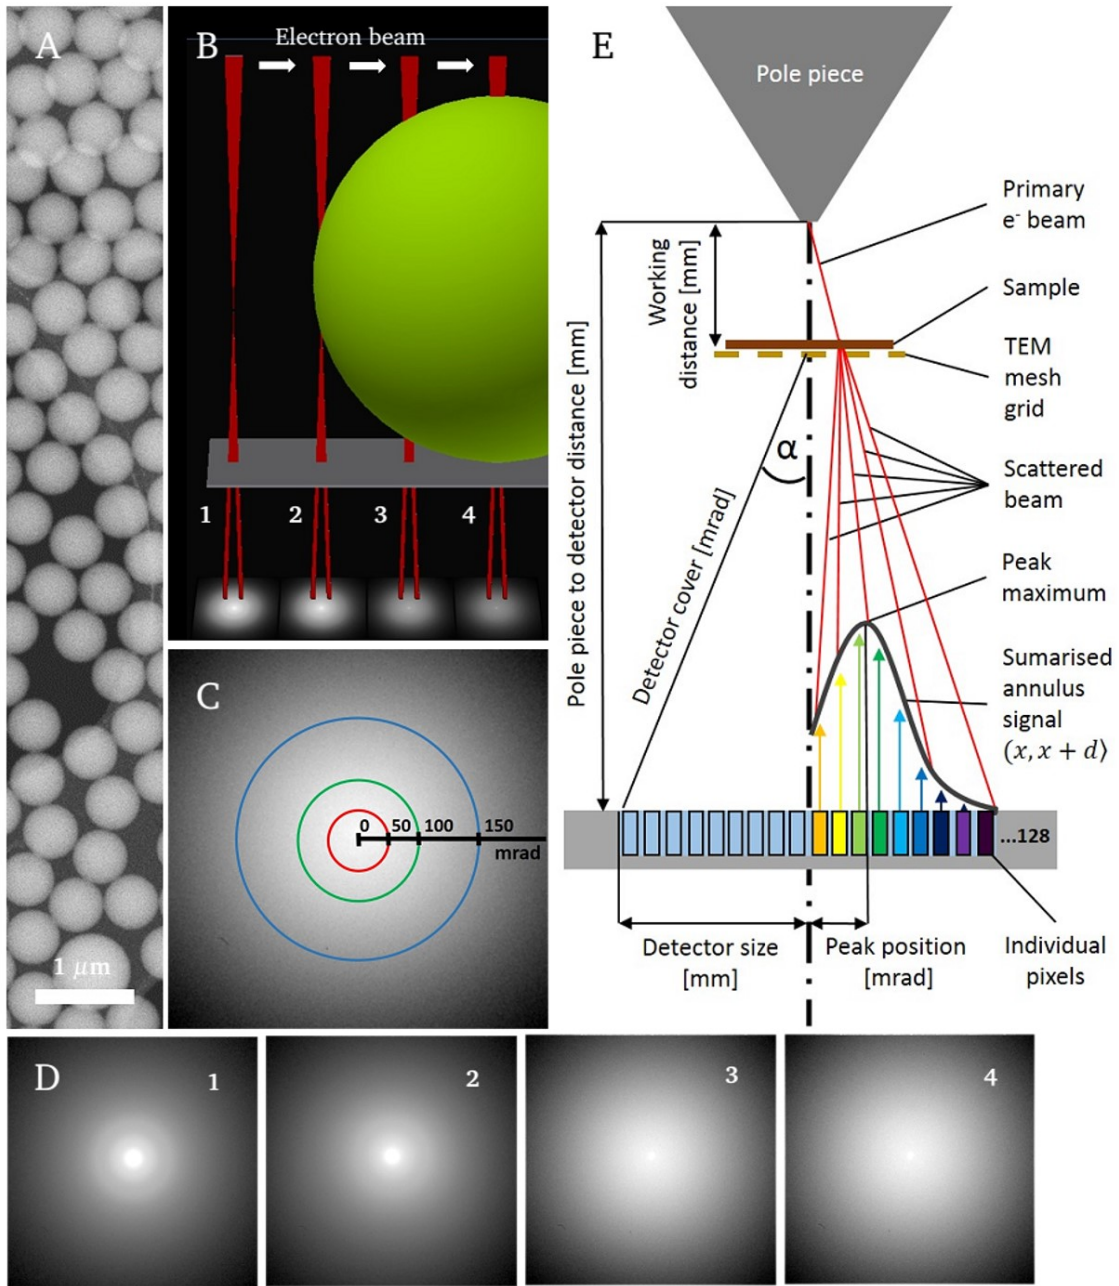 A
1 μm
B
Electron beam
1
2
3
4
C
0
50
100
150
mrad
D
1
2
3
4
E
Pole piece
Primary
e- beam
Sample
TEM
mesh
grid
Scattered
beam
Peak
maximum
Sumarised
annulus
signal
(x, x + d⟩
Working
distance [mm]
Pole piece to detector distance [mm]
α
Detector cover [mrad]
...128
Detector size
[mm]
Peak position
[mrad]
Individual
pixels